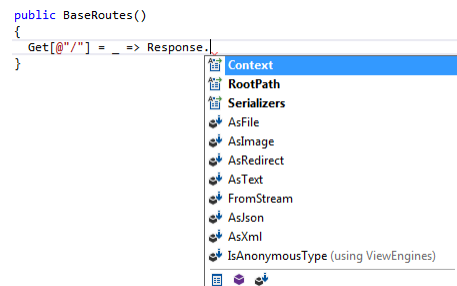 public BaseRoutes()
{
Get[@"/"] = _ => Response.
}
Context
RootPath
Serializers
AsFile
AsImage
AsRedirect
AsText
FromStream
AsJson
AsXml
IsAnonymousType (using ViewEngines)